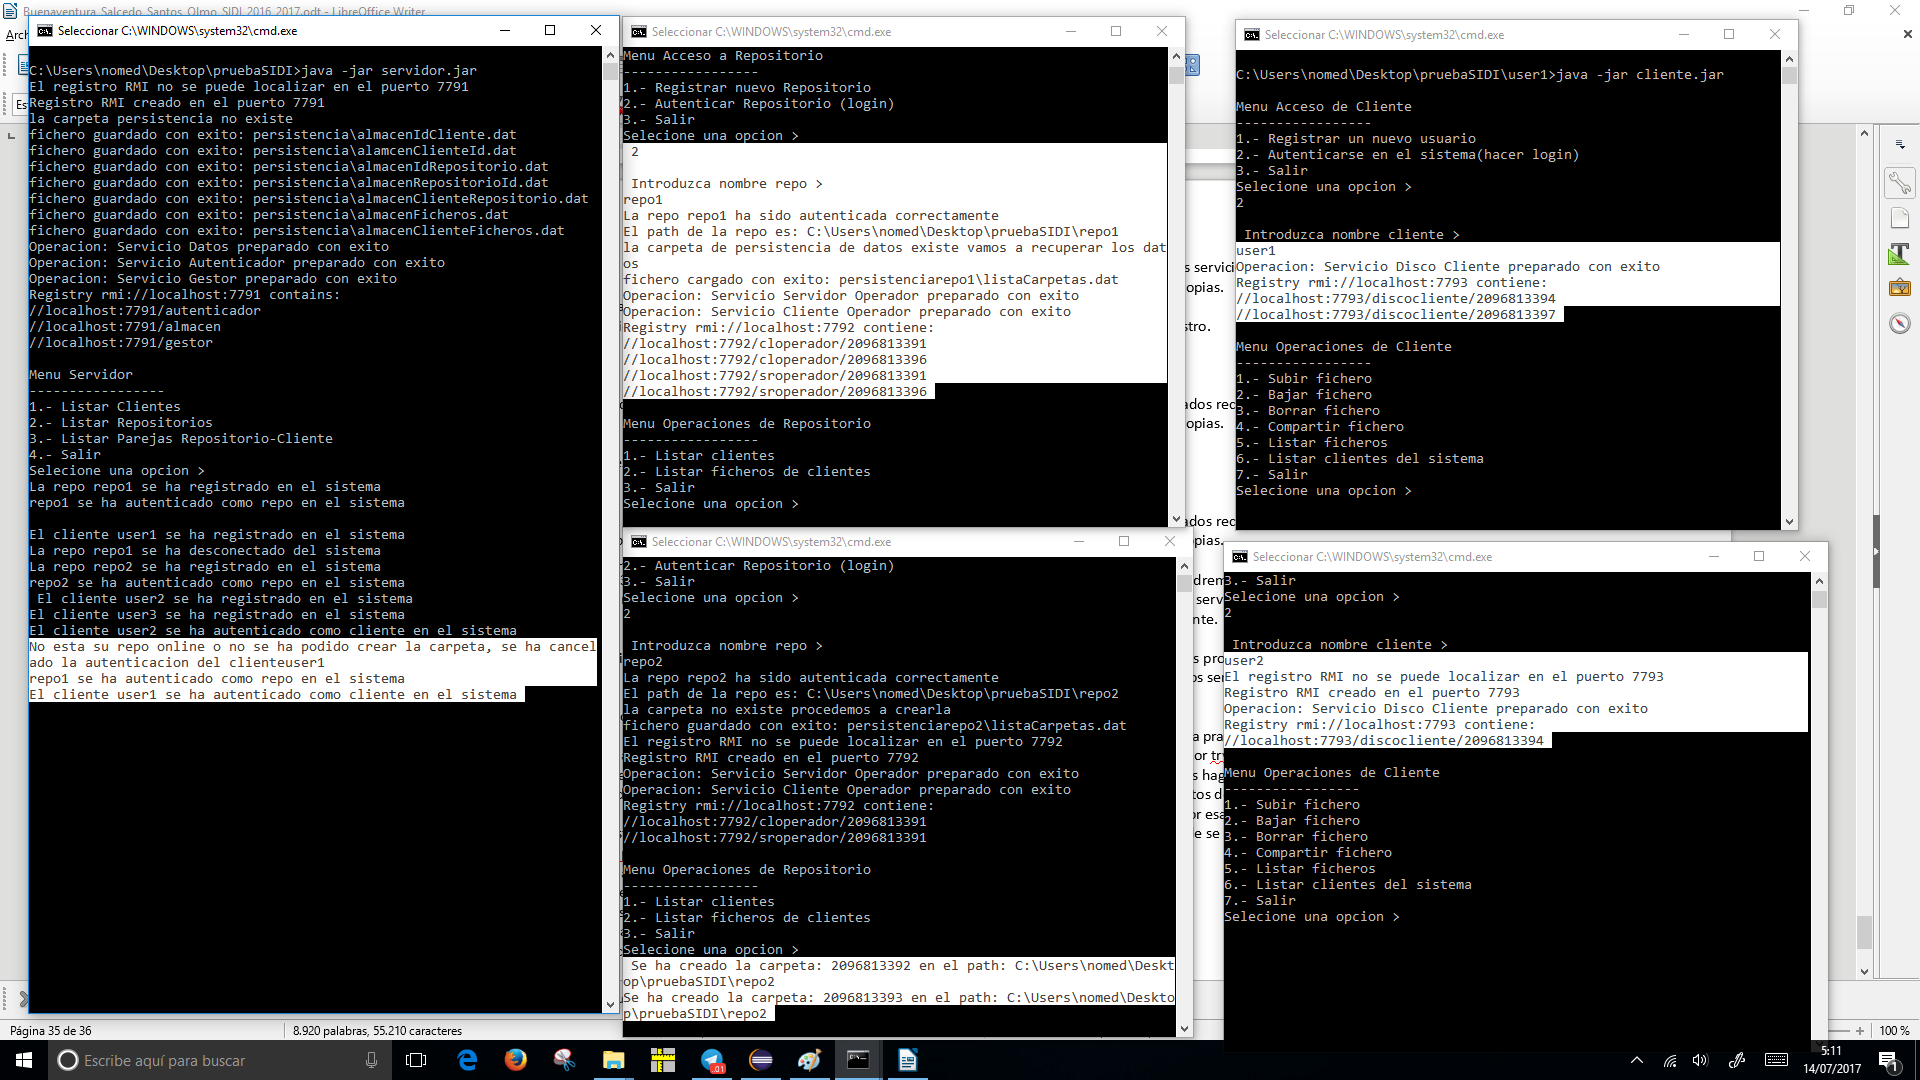 Buenaventura_Salcedo_Santos_Olmo_SIDI_2016_2017.odt - LibreOffice Writer
Seleccionar C:\WINDOWS\system32\cmd.exe
C:\Users\nomed\Desktop\pruebaSIDI>java -jar servidor.jar
El registro RMI no se puede localizar en el puerto 7791
Registro RMI creado en el puerto 7791
la carpeta persistencia no existe
fichero guardado con exito: persistencia\almacenIdCliente.dat
fichero guardado con exito: persistencia\alamcenClienteId.dat
fichero guardado con exito: persistencia\almacenIdRepositorio.dat
fichero guardado con exito: persistencia\almacenRepositorioId.dat
fichero guardado con exito: persistencia\almacenClienteRepositorio.dat
fichero guardado con exito: persistencia\almacenFicheros.dat
fichero guardado con exito: persistencia\almacenClienteFicheros.dat
Operacion: Servicio Datos preparado con exito
Operacion: Servicio Autenticador preparado con exito
Operacion: Servicio Gestor preparado con exito
Registry rmi://localhost:7791 contains:
//localhost:7791/autenticador
//localhost:7791/almacen
//localhost:7791/gestor
Menu Servidor
-----------------
1.- Listar Clientes
2.- Listar Repositorios
3.- Listar Parejas Repositorio-Cliente
4.- Salir
Selecione una opcion >
La repo repo1 se ha registrado en el sistema
repo1 se ha autenticado como repo en el sistema
El cliente user1 se ha registrado en el sistema
La repo repo1 se ha desconectado del sistema
La repo repo2 se ha registrado en el sistema
repo2 se ha autenticado como repo en el sistema
El cliente user2 se ha registrado en el sistema
El cliente user3 se ha registrado en el sistema
El cliente user2 se ha autenticado como cliente en el sistema
No esta su repo online o no se ha podido crear la carpeta, se ha cancel
ado la autenticacion del clienteuser1
repo1 se ha autenticado como repo en el sistema
El cliente user1 se ha autenticado como cliente en el sistema
Seleccionar C:\WINDOWS\system32\cmd.exe
Menu Acceso a Repositorio
-----------------
1.- Registrar nuevo Repositorio
2.- Autenticar Repositorio (login)
3.- Salir
Selecione una opcion >
2
Introduzca nombre repo >
repo1
La repo repo1 ha sido autenticada correctamente
El path de la repo es: C:\Users\nomed\Desktop\pruebaSIDI\repo1
la carpeta de persistencia de datos existe vamos a recuperar los dat
os
fichero cargado con exito: persistenciarepo1\listaCarpetas.dat
Operacion: Servicio Servidor Operador preparado con exito
Operacion: Servicio Cliente Operador preparado con exito
Registry rmi://localhost:7792 contiene:
//localhost:7792/cloperador/2096813391
//localhost:7792/cloperador/2096813396
//localhost:7792/sroperador/2096813391
//localhost:7792/sroperador/2096813396
Menu Operaciones de Repositorio
-----------------
1.- Listar clientes
2.- Listar ficheros de clientes
3.- Salir
Selecione una opcion >
Seleccionar C:\WINDOWS\system32\cmd.exe
2.- Autenticar Repositorio (login)
3.- Salir
Selecione una opcion >
2
Introduzca nombre repo >
repo2
La repo repo2 ha sido autenticada correctamente
El path de la repo es: C:\Users\nomed\Desktop\pruebaSIDI\repo2
la carpeta no existe procedemos a crearla
fichero guardado con exito: persistenciarepo2\listaCarpetas.dat
El registro RMI no se puede localizar en el puerto 7792
Registro RMI creado en el puerto 7792
Operacion: Servicio Servidor Operador preparado con exito
Operacion: Servicio Cliente Operador preparado con exito
Registry rmi://localhost:7792 contiene:
//localhost:7792/cloperador/2096813391
//localhost:7792/sroperador/2096813391
Menu Operaciones de Repositorio
-----------------
1.- Listar clientes
2.- Listar ficheros de clientes
3.- Salir
Selecione una opcion >
Se ha creado la carpeta: 2096813392 en el path: C:\Users\nomed\Deskt
op\pruebaSIDI\repo2
Se ha creado la carpeta: 2096813393 en el path: C:\Users\nomed\Deskto
p\pruebaSIDI\repo2
Seleccionar C:\WINDOWS\system32\cmd.exe
C:\Users\nomed\Desktop\pruebaSIDI\user1>java -jar cliente.jar
Menu Acceso de Cliente
-----------------
1.- Registrar un nuevo usuario
2.- Autenticarse en el sistema(hacer login)
3.- Salir
Selecione una opcion >
2
Introduzca nombre cliente >
user1
Operacion: Servicio Disco Cliente preparado con exito
Registry rmi://localhost:7793 contiene:
//localhost:7793/discocliente/2096813394
//localhost:7793/discocliente/2096813397
Menu Operaciones de Cliente
-----------------
1.- Subir fichero
2.- Bajar fichero
3.- Borrar fichero
4.- Compartir fichero
5.- Listar ficheros
6.- Listar clientes del sistema
7.- Salir
Selecione una opcion >
Seleccionar C:\WINDOWS\system32\cmd.exe
3.- Salir
Selecione una opcion >
2
Introduzca nombre cliente >
user2
El registro RMI no se puede localizar en el puerto 7793
Registro RMI creado en el puerto 7793
Operacion: Servicio Disco Cliente preparado con exito
Registry rmi://localhost:7793 contiene:
//localhost:7793/discocliente/2096813394
Menu Operaciones de Cliente
-----------------
1.- Subir fichero
2.- Bajar fichero
3.- Borrar fichero
4.- Compartir fichero
5.- Listar ficheros
6.- Listar clientes del sistema
7.- Salir
Selecione una opcion >
Página 35 de 36
8.920 palabras, 55.210 caracteres
100 %
Escribe aquí para buscar
5:11
14/07/2017